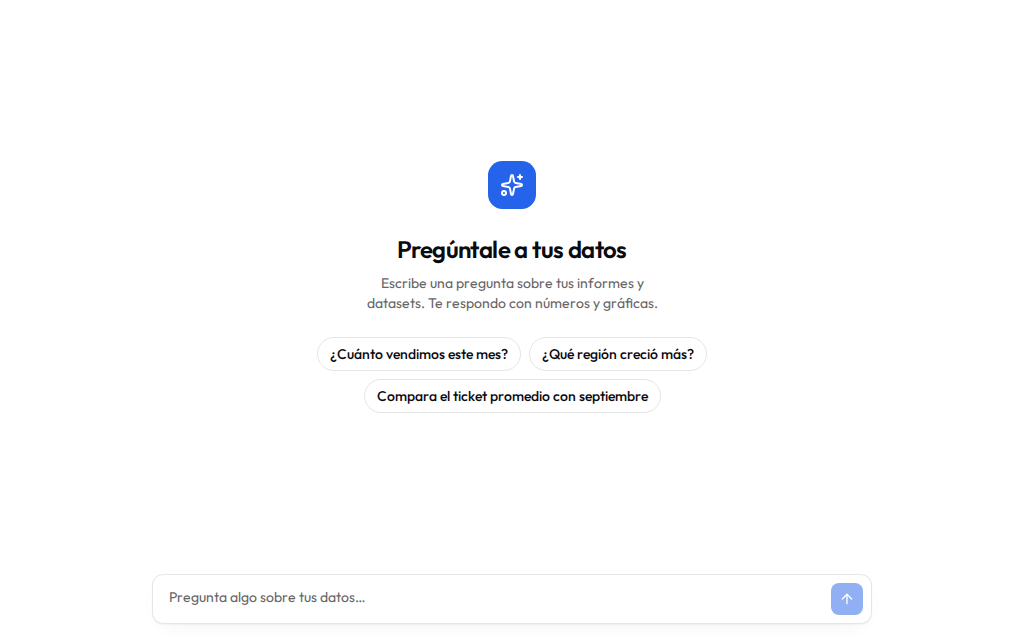 Pregúntale a tus datos
Escribe una pregunta sobre tus informes y
datasets. Te respondo con números y gráficas.
¿Cuánto vendimos este mes?
¿Qué región creció más?
Compara el ticket promedio con septiembre
Pregunta algo sobre tus datos…